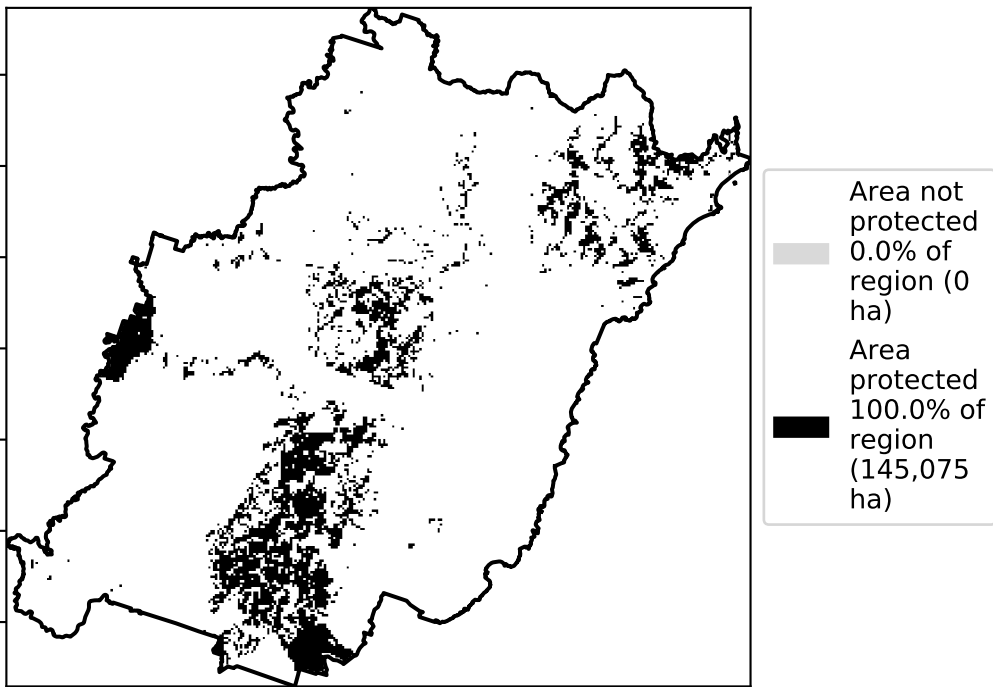 Area not
protected
0.0% of
region (0
ha)
Area
protected
100.0% of
region
(145,075
ha)